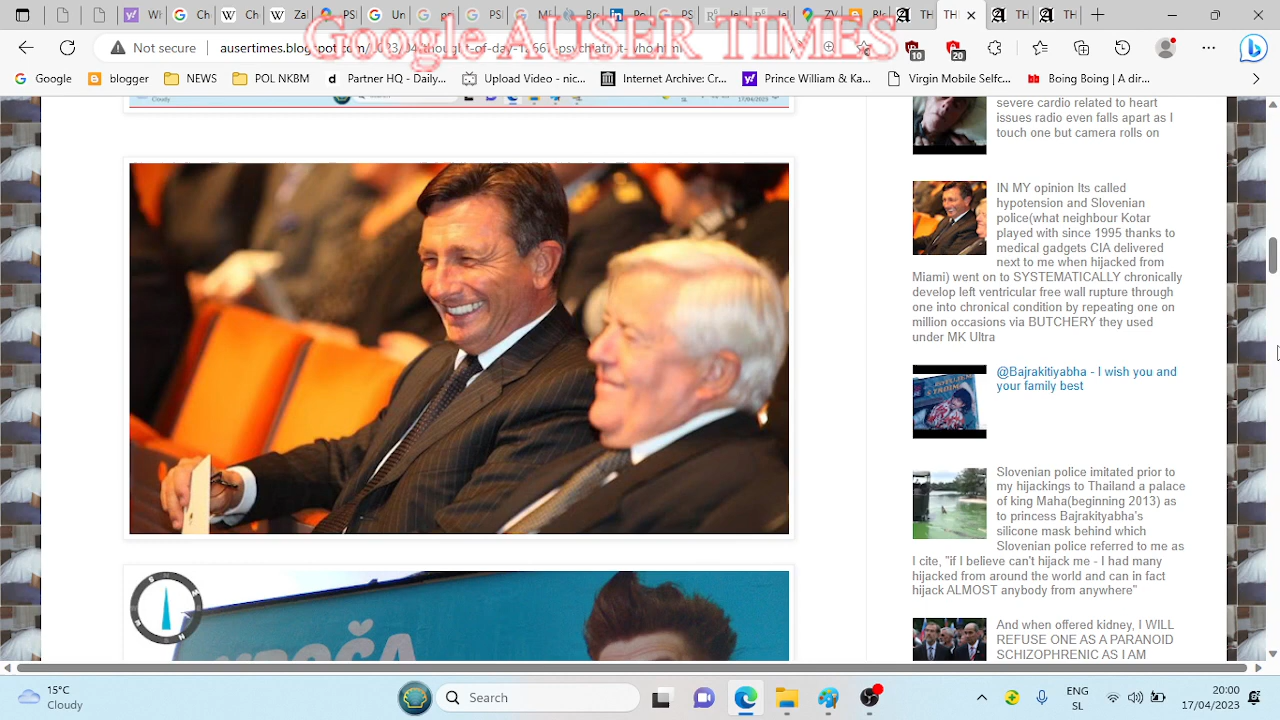 Google AUSER TIMES
Not secure
10
20
Google
blogger
NEWS
POL NKBM
Partner HQ - Daily...
Upload Video - nic...
Internet Archive: Cr...
Prince William & Ka...
Virgin Mobile Self...
Boing Boing | A dir...
Cloudy
17/04/2023
severe cardio related to heart
issues radio even falls apart as I
touch one but camera rolls on
IN MY opinion Its called
hypotension and Slovenian
police(what neighbour Kotar
played with since 1995 thanks to
medical gadgets CIA delivered
next to me when hijacked from
Miami) went on to SYSTEMATICALLY chronically
develop left ventricular free wall rupture through
one into chronical condition by repeating one on
million occasions via BUTCHERY they used
under MK Ultra
@Bajrakitiyabha - I wish you and
your family best
Slovenian police imitated prior to
my hijackings to Thailand a palace
of king Maha(beginning 2013) as
to princess Bajrakityabha's
silicone mask behind which
Slovenian police referred to me as
I cite, "if I believe can't hijack me - I had many
hijacked from around the world and can in fact
hijack ALMOST anybody from anywhere"
And when offered kidney, I WILL
REFUSE ONE AS A PARANOID
SCHIZOPHRENIC AS I AM
15°C
Cloudy
Search
ENG
SL
20:00
17/04/2023